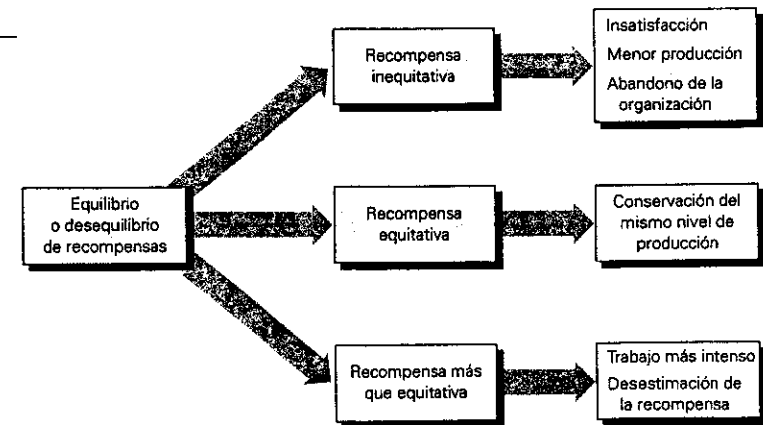 Recompensa
inequitativa
Insatisfacción
Menor producción
Abandono de la
organización
Equilibrio
o desequilibrio
de recompensas
Recompensa
equitativa
Conservación del
mismo nivel de
producción
Recompensa más
que equitativa
Trabajo más intenso
Desestimación de
la recompensa